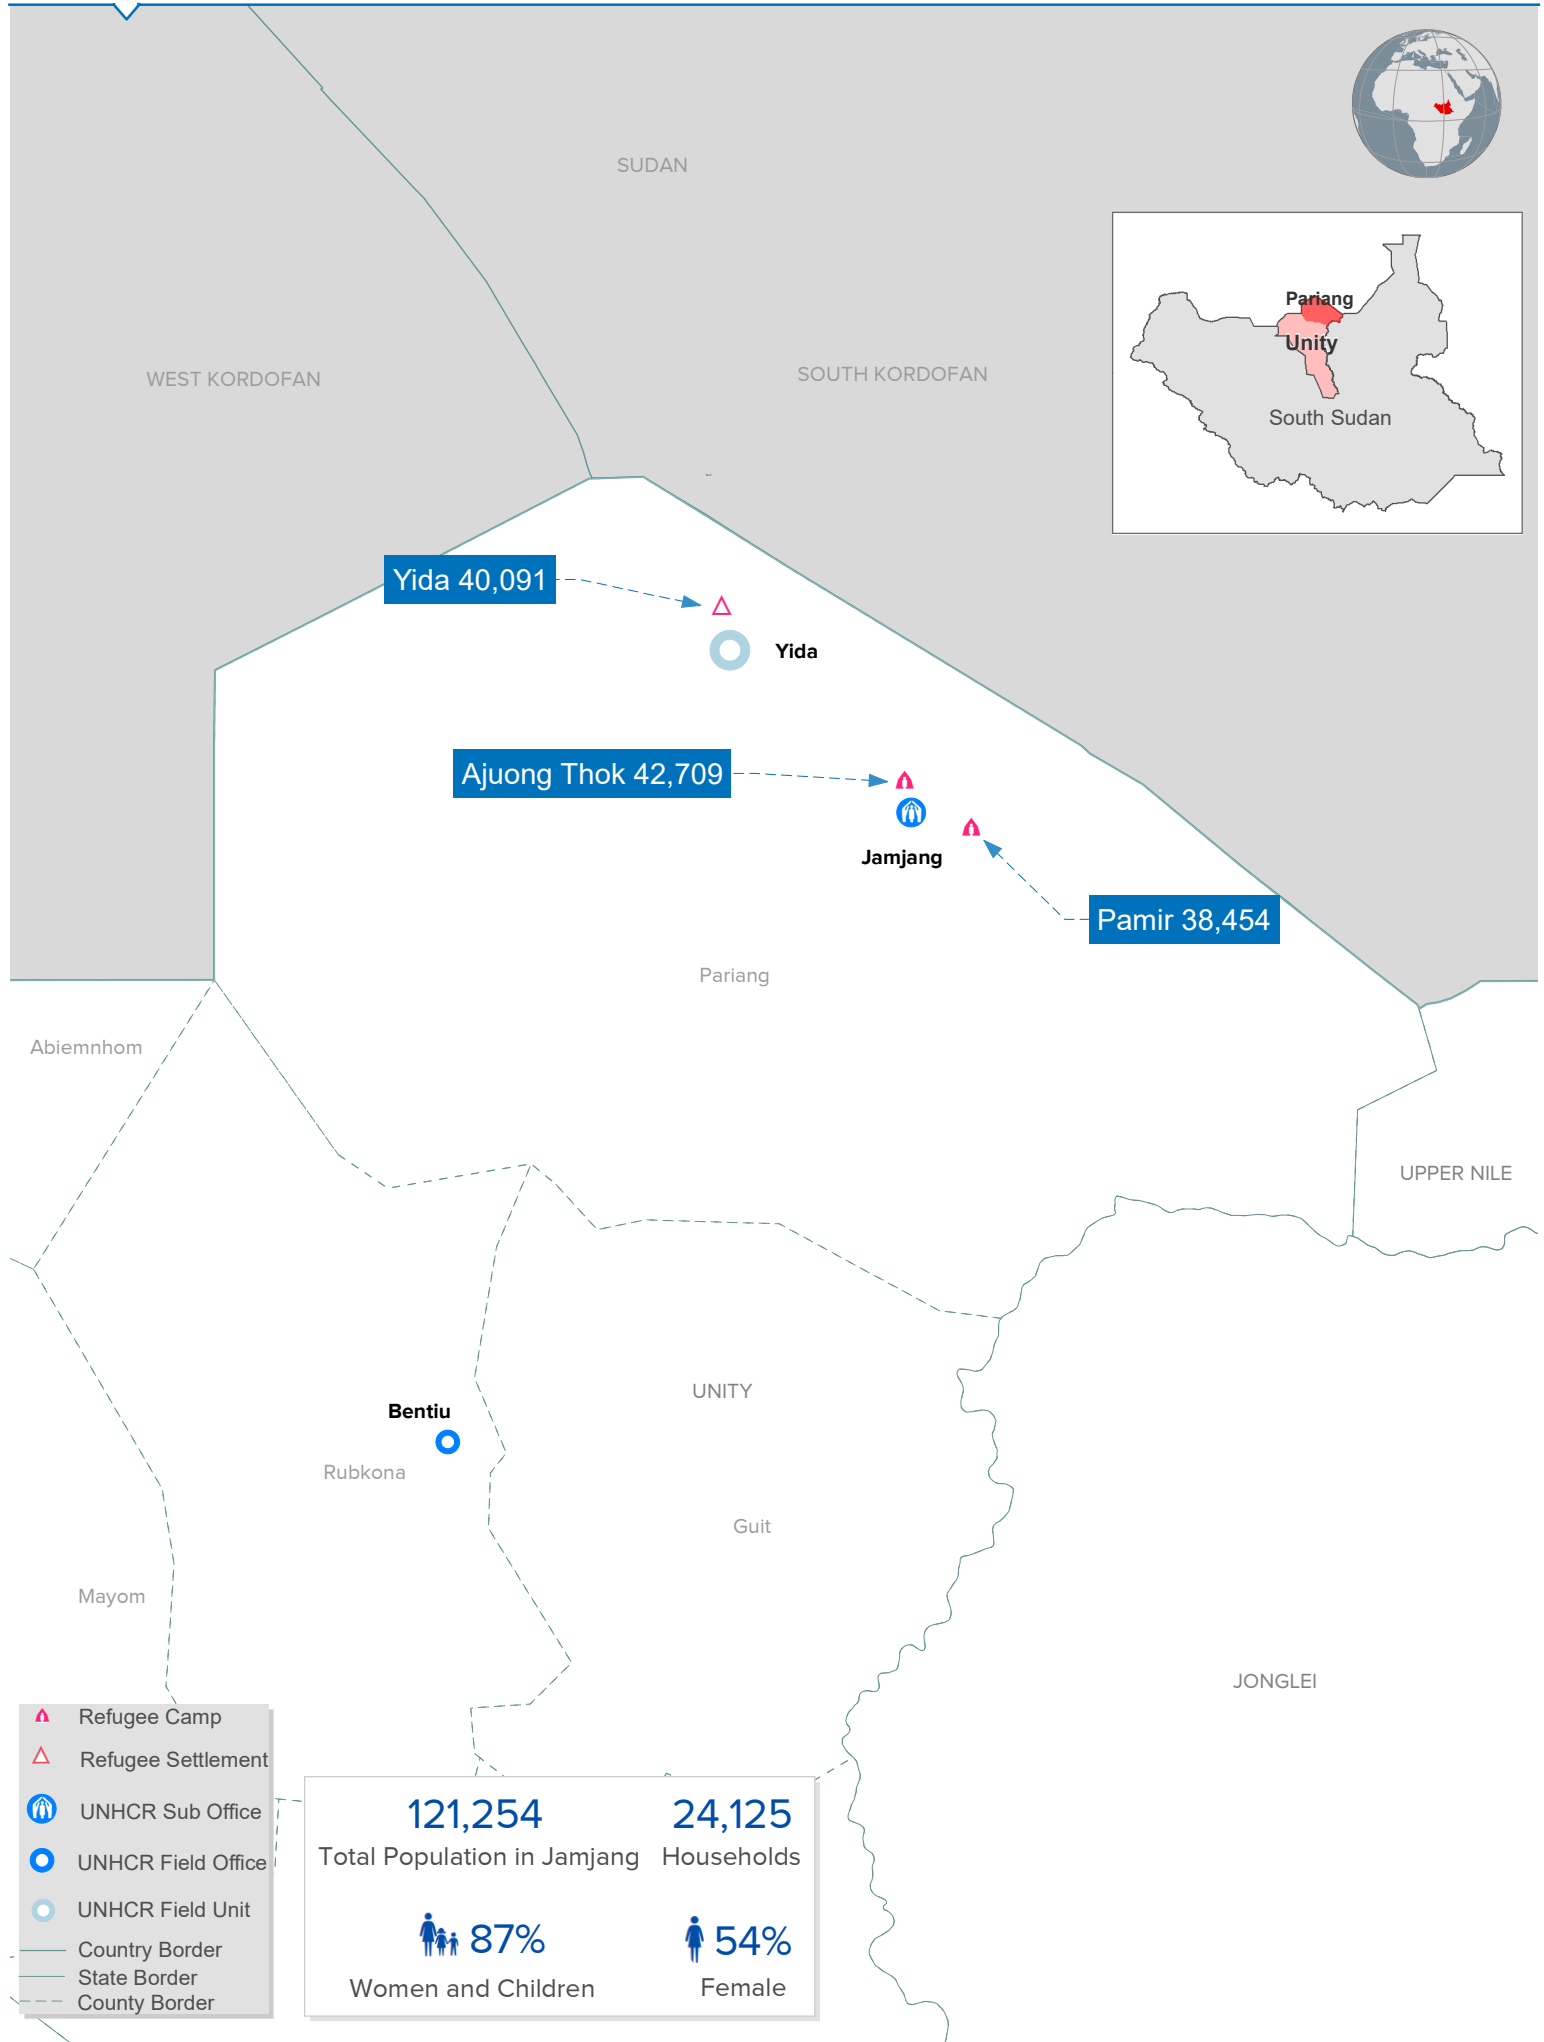 SUDAN
Pariang
Unity
South Sudan
WEST KORDOFAN
SOUTH KORDOFAN
Yida 40,091
Yida
Ajuong Thok 42,709
Jamjang
Pamir 38,454
Pariang
Abiemnhom
UPPER NILE
UNITY
Bentiu
Rubkona
Guit
Mayom
JONGLEI
Refugee Camp
Refugee Settlement
UNHCR Sub Office
UNHCR Field Office
UNHCR Field Unit
Country Border
State Border
County Border
121,254
Total Population in Jamjang
24,125
Households
87%
Women and Children
54%
Female